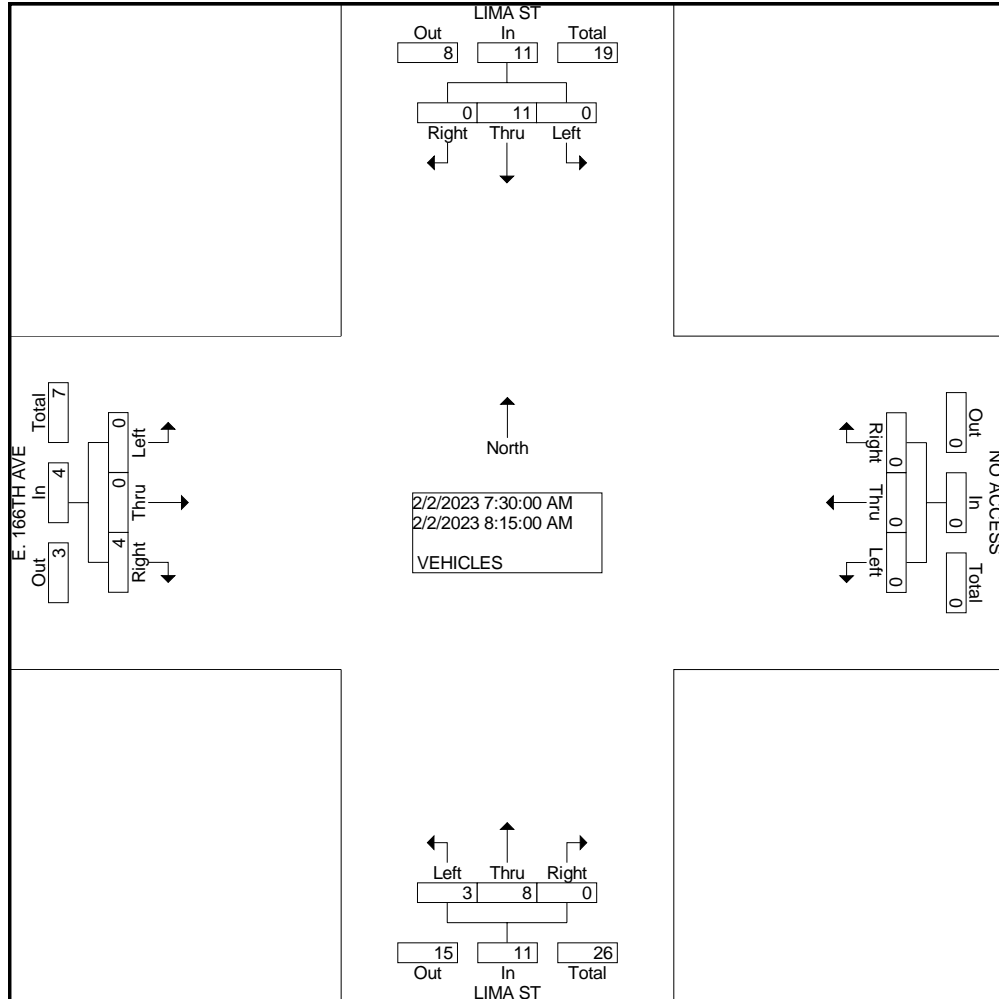 LIMA ST
Out In Total
8 11 19
0 11 0
Right Thru Left
E. 166TH AVE
Total In Out
7 4 3
0 0 4
Left Thru Right
North
2/2/2023 7:30:00 AM
2/2/2023 8:15:00 AM
VEHICLES
Right Thru Left
0 0 0
Out In Total
0 0 0
NO ACCESS
Left Thru Right
3 8 0
15 11 26
Out In Total
LIMA ST